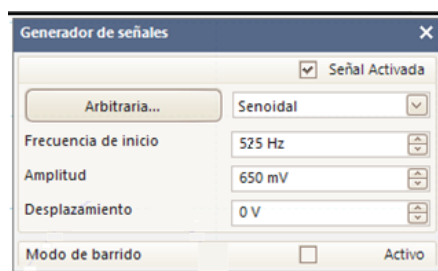 Generador de señales
Señal Activada
Arbitraria... Senoidal
Frecuencia de inicio 525 Hz
Amplitud 650 mV
Desplazamiento 0 V
Modo de barrido Activo